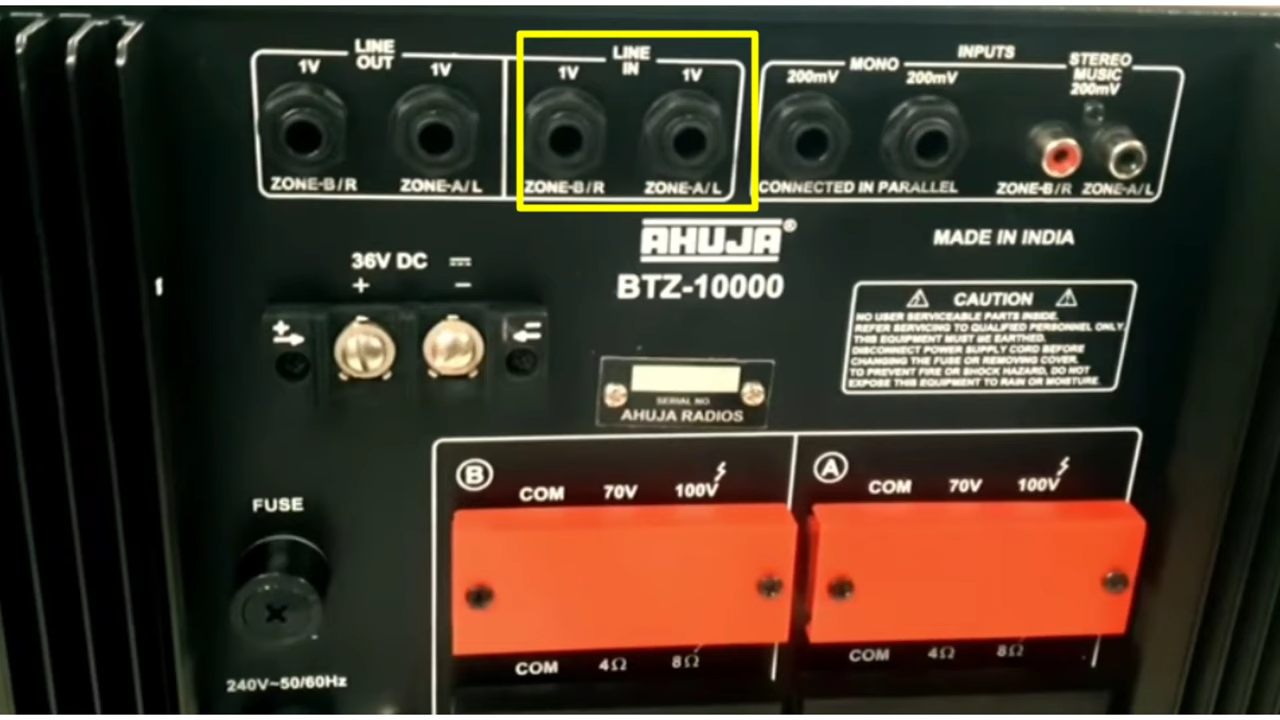 LINE OUT
LINE IN
MONO
INPUTS
STEREO MUSIC
1V 1V 1V 1V 200mV 200mV 200mV
ZONE-B/R ZONE-A/L ZONE-B/R ZONE-A/L CONNECTED IN PARALLEL ZONE-B/R ZONE-A/L
AHUJA®
MADE IN INDIA
BTZ-10000
36V DC
+ −
+ −
CAUTION
NO USER SERVICEABLE PARTS INSIDE.
REFER SERVICING TO QUALIFIED PERSONNEL ONLY.
THIS EQUIPMENT MUST BE EARTHED.
DISCONNECT POWER SUPPLY CORD BEFORE
CHANGING THE FUSE OR REMOVING COVER.
TO PREVENT FIRE OR SHOCK HAZARD, DO NOT
EXPOSE THIS EQUIPMENT TO RAIN OR MOISTURE.
SERIAL NO
AHUJA RADIOS
B
COM 70V 100V
A
COM 70V 100V
FUSE
COM 4Ω 8Ω
COM 4Ω 8Ω
240V~50/60Hz